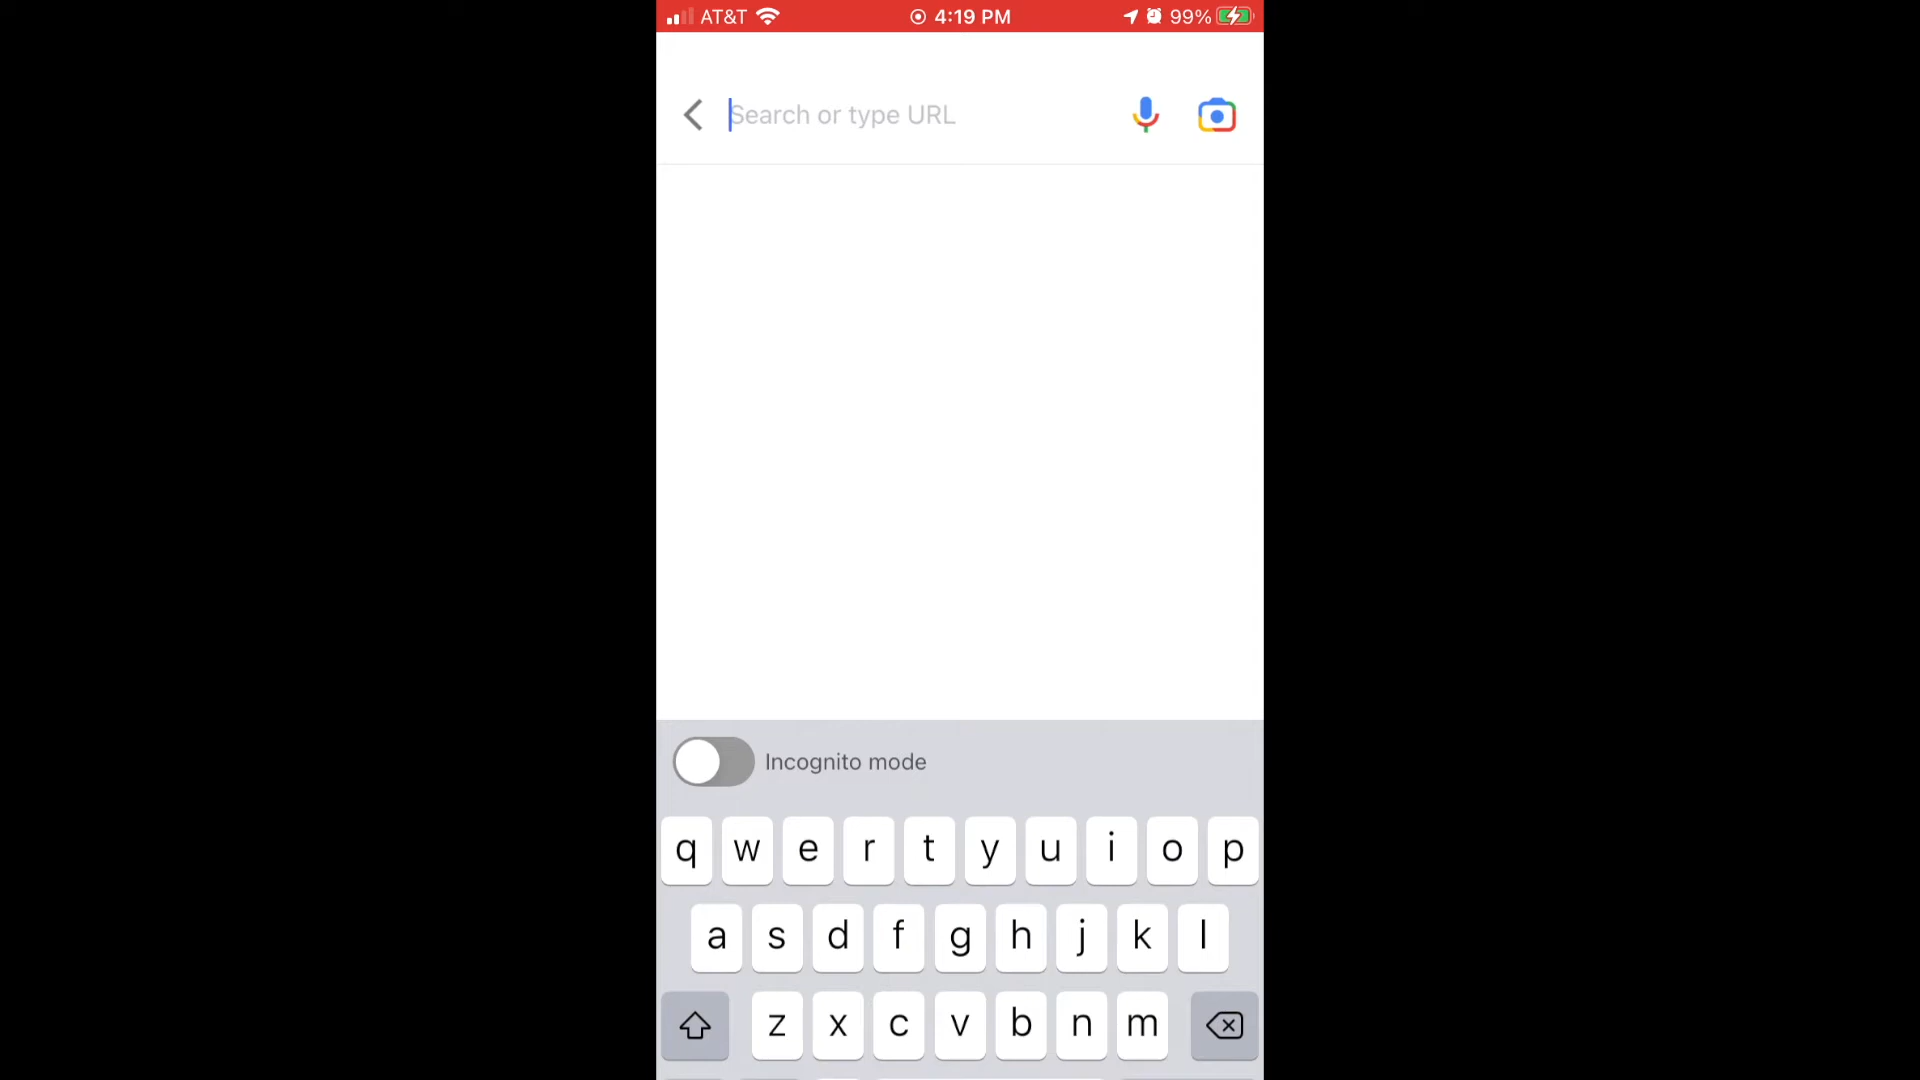 AT&T 4:19 PM 99%
Search or type URL
Incognito mode
q w e r t y u i o p
a s d f g h j k l
z x c v b n m